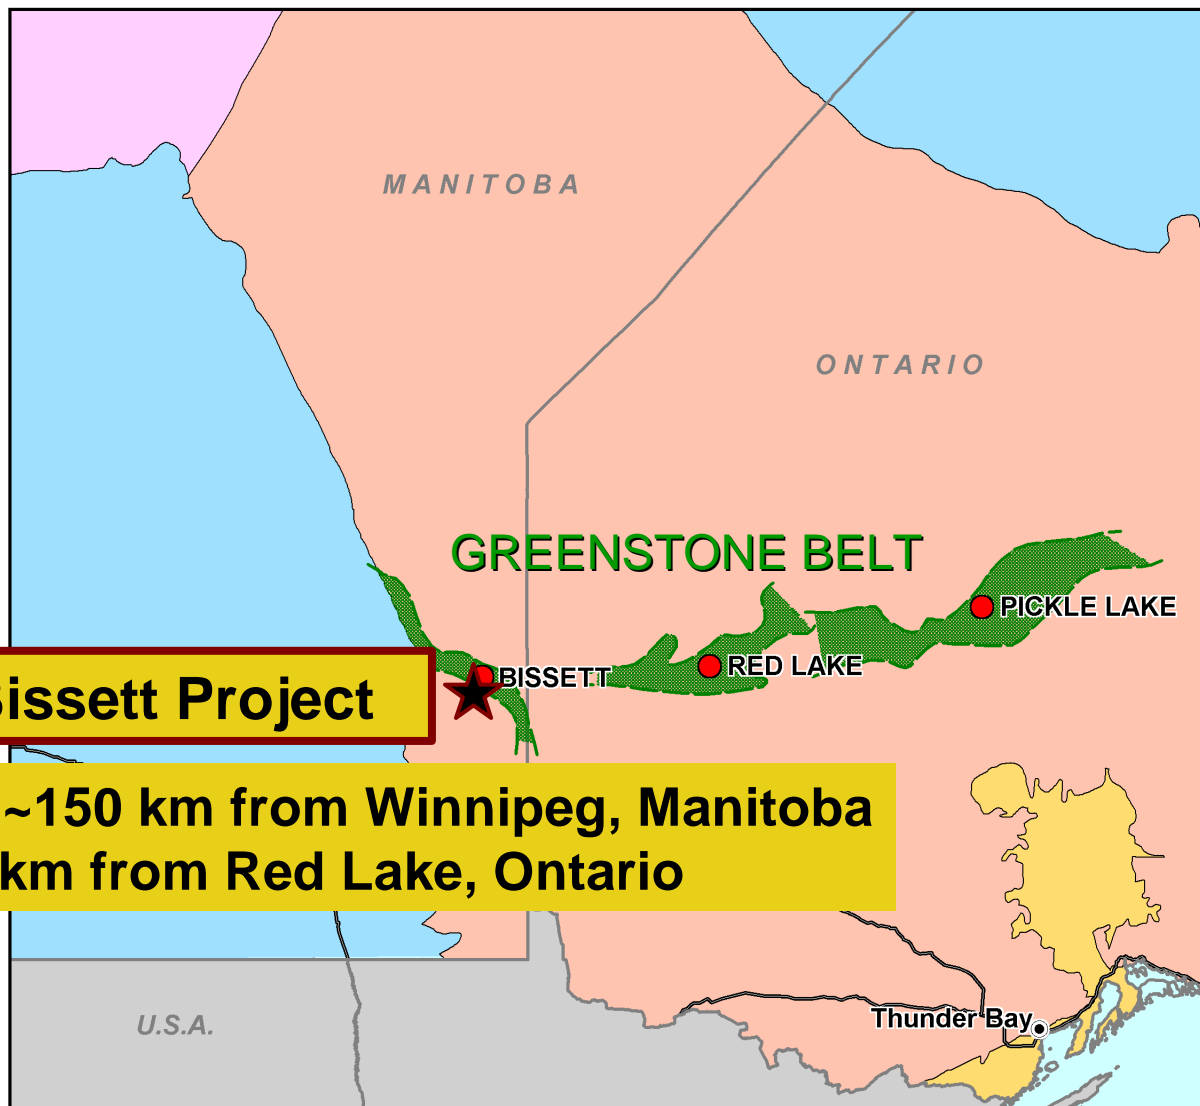 MANITOBA
ONTARIO
GREENSTONE BELT
PICKLE LAKE
RED LAKE
BISSETT
Bissett Project
~150 km from Winnipeg, Manitoba
km from Red Lake, Ontario
Thunder Bay
U.S.A.